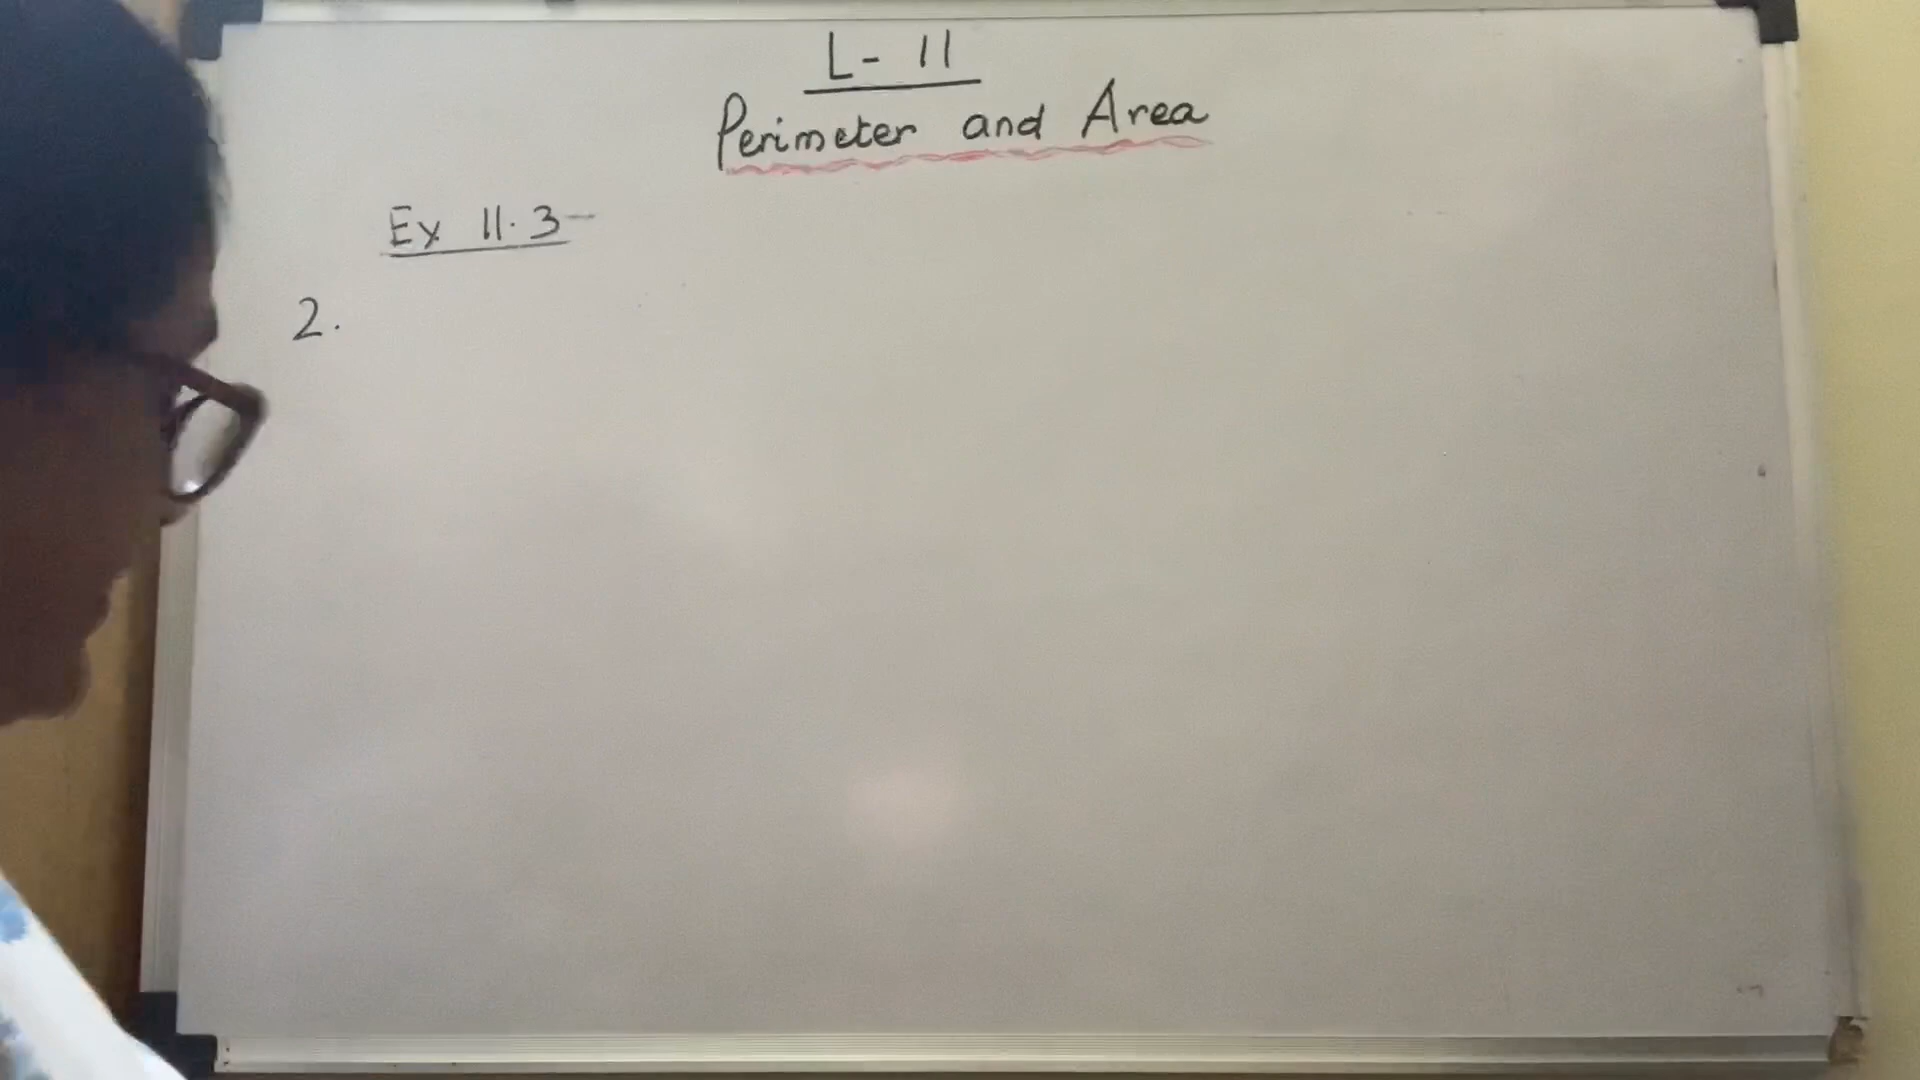 L- 11
Perimeter and Area
Ex 11.3-
2.